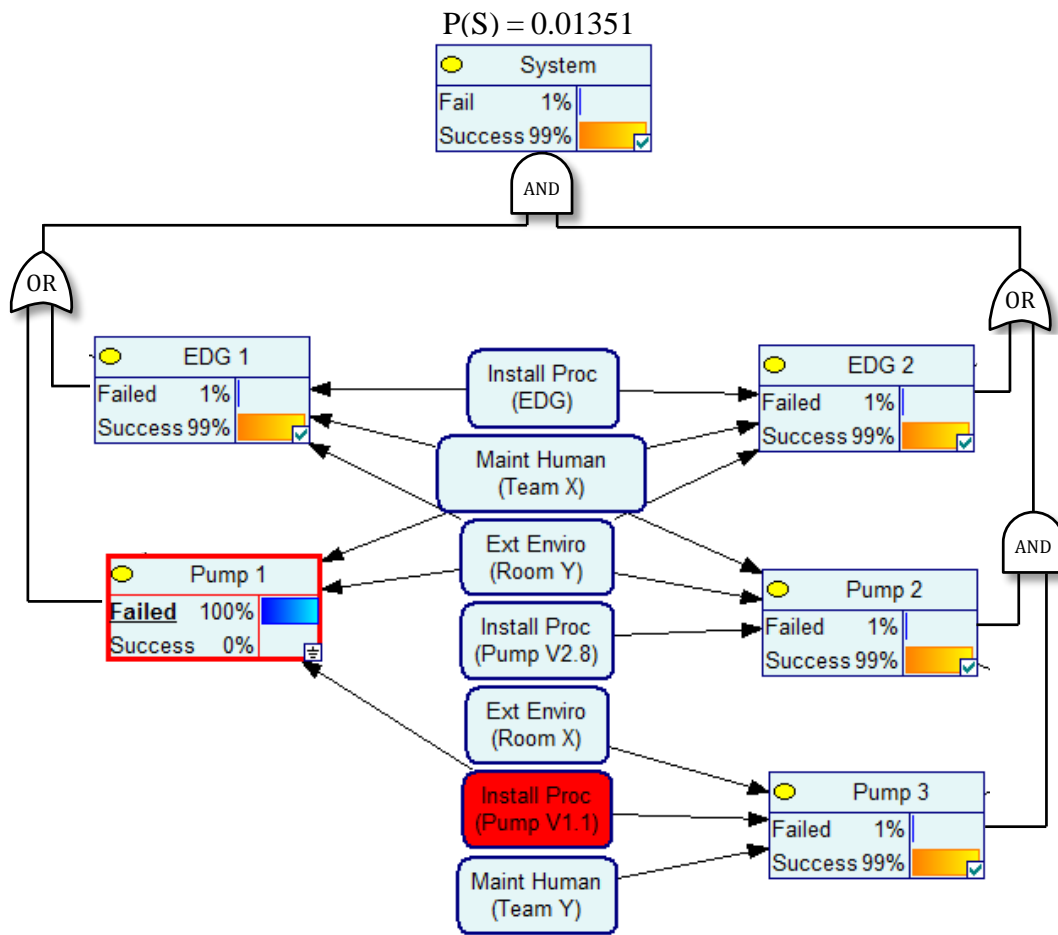 P(S) = 0.01351
System
Fail 1%
Success 99%
AND
OR
OR
EDG 1
Failed 1%
Success 99%
Install Proc
(EDG)
EDG 2
Failed 1%
Success 99%
Maint Human
(Team X)
Ext Enviro
(Room Y)
AND
Pump 1
Failed 100%
Success 0%
Pump 2
Failed 1%
Success 99%
Install Proc
(Pump V2.8)
Ext Enviro
(Room X)
Install Proc
(Pump V1.1)
Pump 3
Failed 1%
Success 99%
Maint Human
(Team Y)